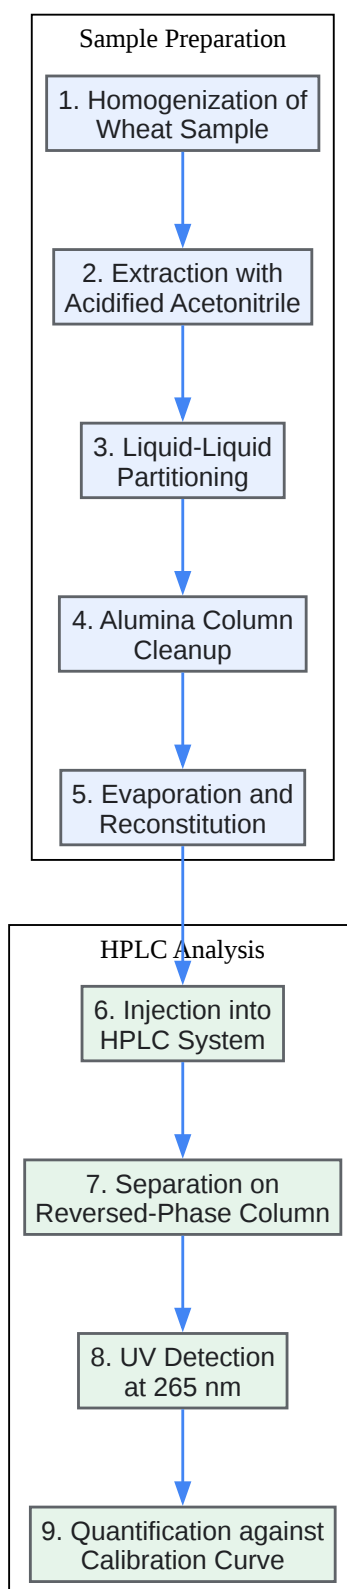 Sample Preparation
1. Homogenization of
Wheat Sample
2. Extraction with
Acidified Acetonitrile
3. Liquid-Liquid
Partitioning
4. Alumina Column
Cleanup
5. Evaporation and
Reconstitution
HPLC Analysis
6. Injection into
HPLC System
7. Separation on
Reversed-Phase Column
8. UV Detection
at 265 nm
9. Quantification against
Calibration Curve